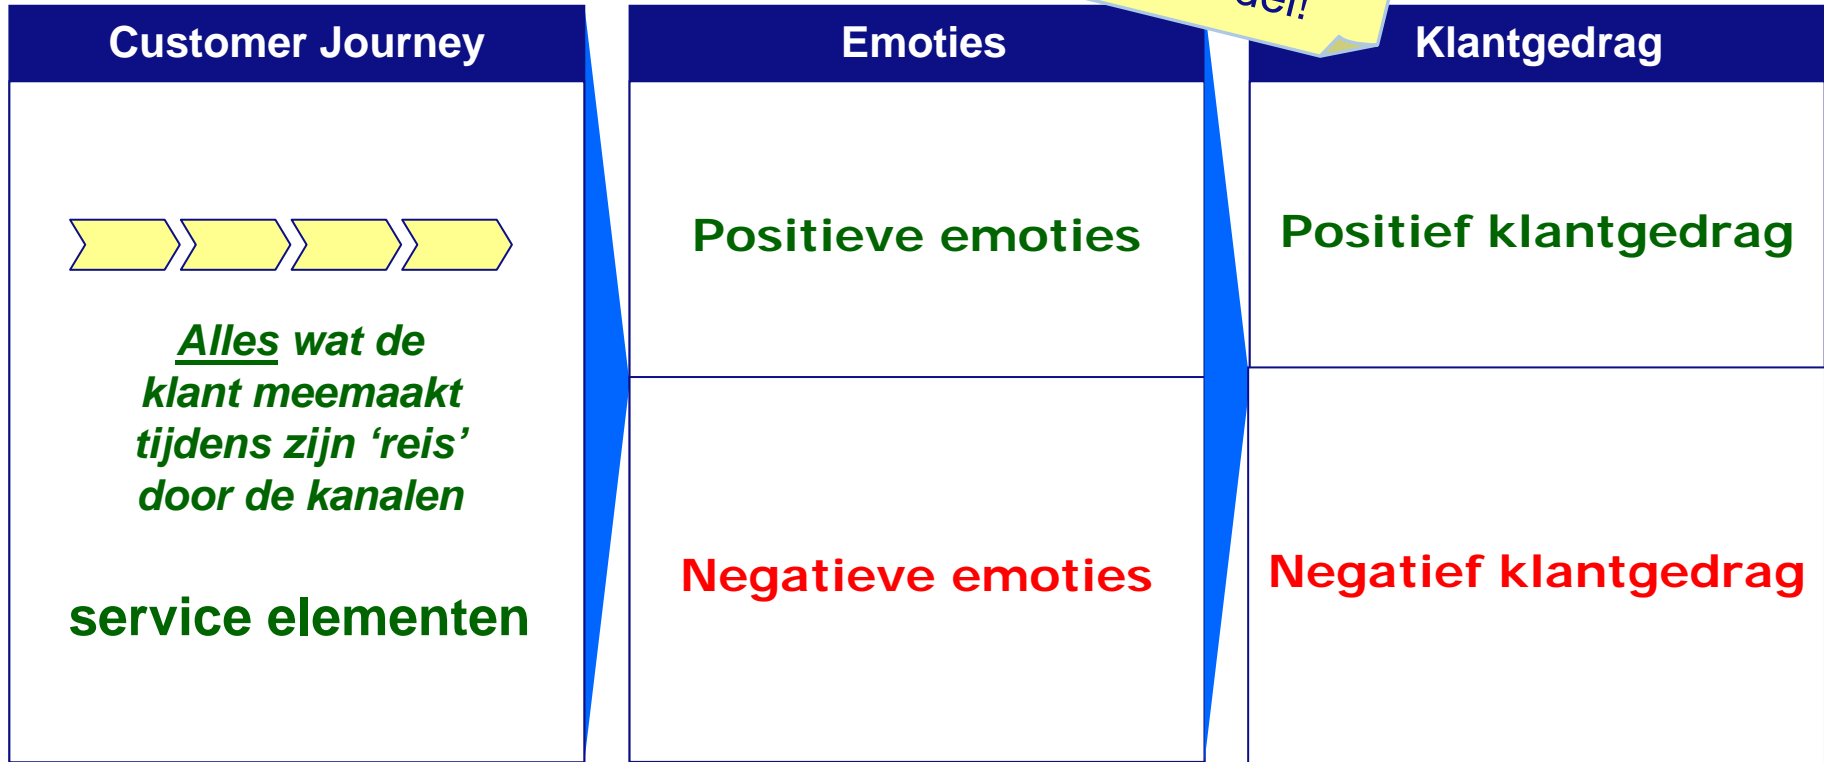 Customer Journey
Emoties
Klantgedrag
Alles wat de
klant meemaakt
tijdens zijn ‘reis’
door de kanalen
service elementen
Positieve emoties
Negatieve emoties
Positief klantgedrag
Negatief klantgedrag